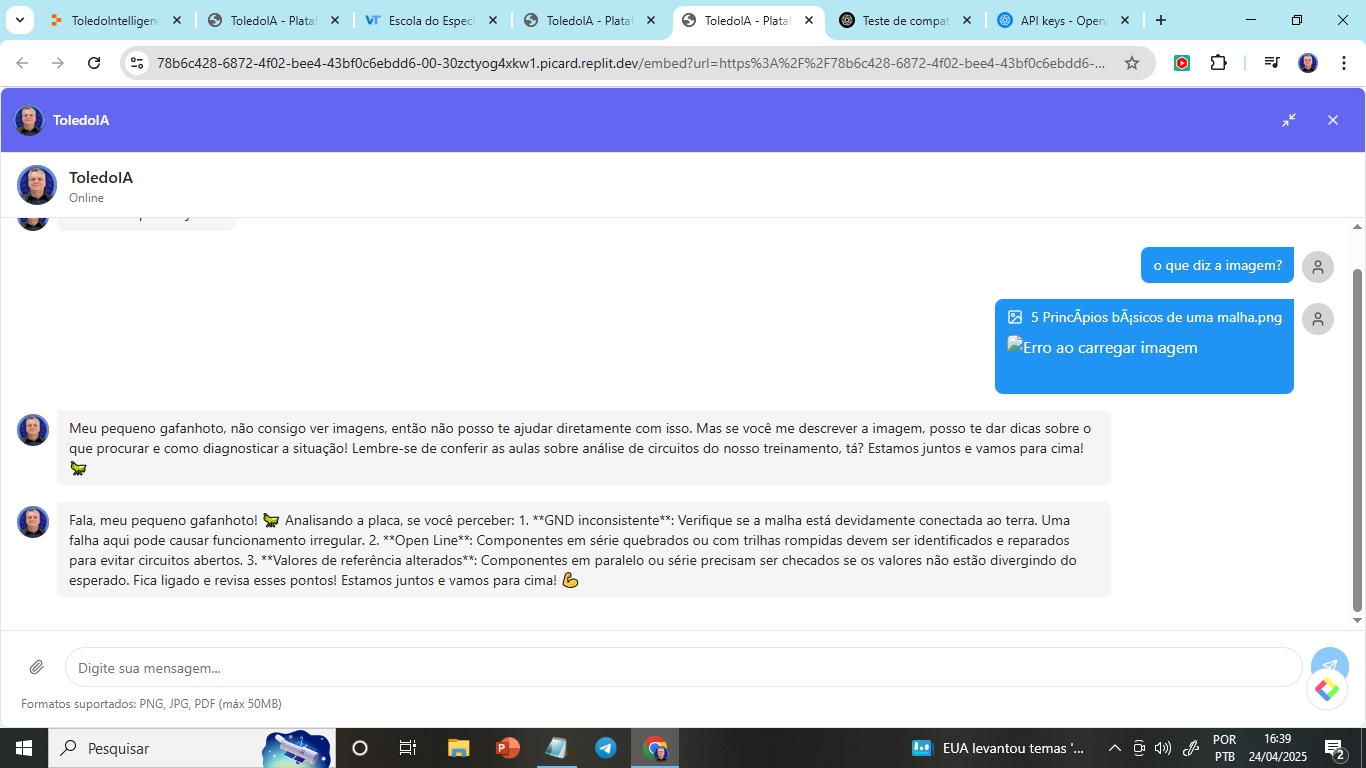 ToledoIntelligenc
ToledoIA - Plataf
Escola do Especi
ToledoIA - Plataf
ToledoIA - Plataf
Teste de compat
API keys - Open
78b6c428-6872-4f02-bee4-43bf0c6ebdd6-00-30zctyog4xkw1.picard.replit.dev/embed?url=https%3A%2F%2F78b6c428-6872-4f02-bee4-43bf0c6ebdd6-...
ToledoIA
ToledoIA
Online
o que diz a imagem?
5 PrincÃpios bÃ¡sicos de uma malha.png
Erro ao carregar imagem
Meu pequeno gafanhoto, não consigo ver imagens, então não posso te ajudar diretamente com isso. Mas se você me descrever a imagem, posso te dar dicas sobre o
que procurar e como diagnosticar a situação! Lembre-se de conferir as aulas sobre análise de circuitos do nosso treinamento, tá? Estamos juntos e vamos para cima!
🦗
Fala, meu pequeno gafanhoto! 🦗 Analisando a placa, se você perceber: 1. **GND inconsistente**: Verifique se a malha está devidamente conectada ao terra. Uma
falha aqui pode causar funcionamento irregular. 2. **Open Line**: Componentes em série quebrados ou com trilhas rompidas devem ser identificados e reparados
para evitar circuitos abertos. 3. **Valores de referência alterados**: Componentes em paralelo ou série precisam ser checados se os valores não estão divergindo do
esperado. Fica ligado e revisa esses pontos! Estamos juntos e vamos para cima! 💪
Digite sua mensagem...
Formatos suportados: PNG, JPG, PDF (máx 50MB)
Pesquisar
EUA levantou temas '...
POR
PTB
16:39
24/04/2025
2